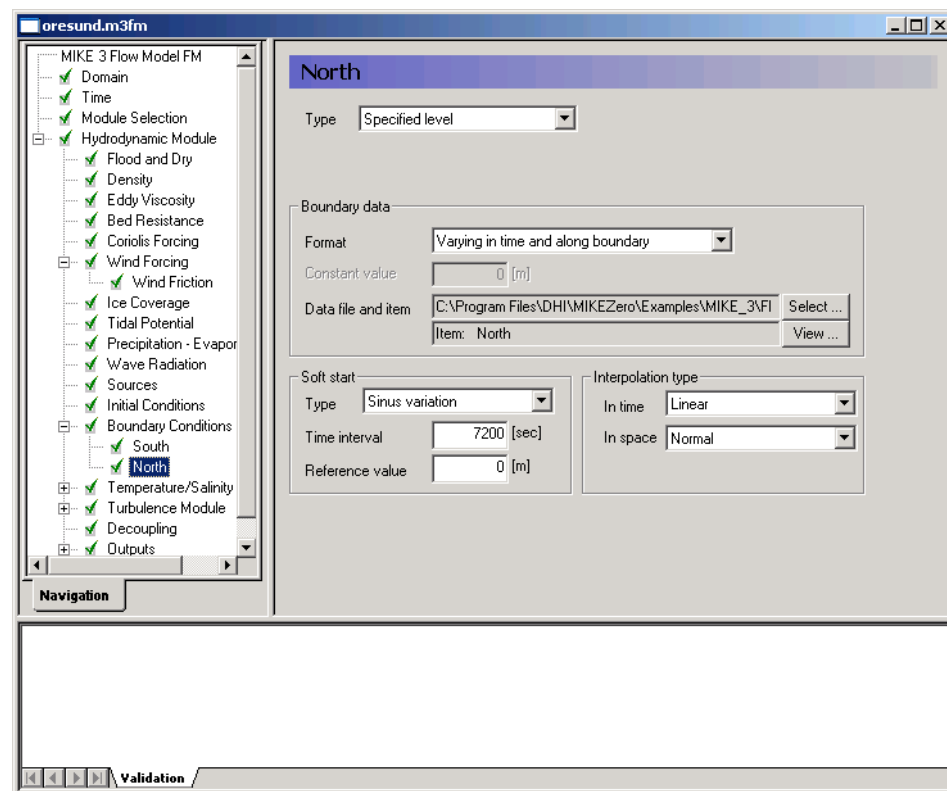 oresund.m3fm
MIKE 3 Flow Model FM
Domain
Time
Module Selection
Hydrodynamic Module
Flood and Dry
Density
Eddy Viscosity
Bed Resistance
Coriolis Forcing
Wind Forcing
Wind Friction
Ice Coverage
Tidal Potential
Precipitation - Evapor
Wave Radiation
Sources
Initial Conditions
Boundary Conditions
South
North
Temperature/Salinity
Turbulence Module
Decoupling
Outputs
Navigation
North
Type Specified level
Boundary data
Format Varying in time and along boundary
Constant value 0 [m]
Data file and item C:\Program Files\DHI\MIKEZero\Examples\MIKE_3\Fl Select ...
Item: North View ...
Soft start
Type Sinus variation
Time interval 7200 [sec]
Reference value 0 [m]
Interpolation type
In time Linear
In space Normal
Validation